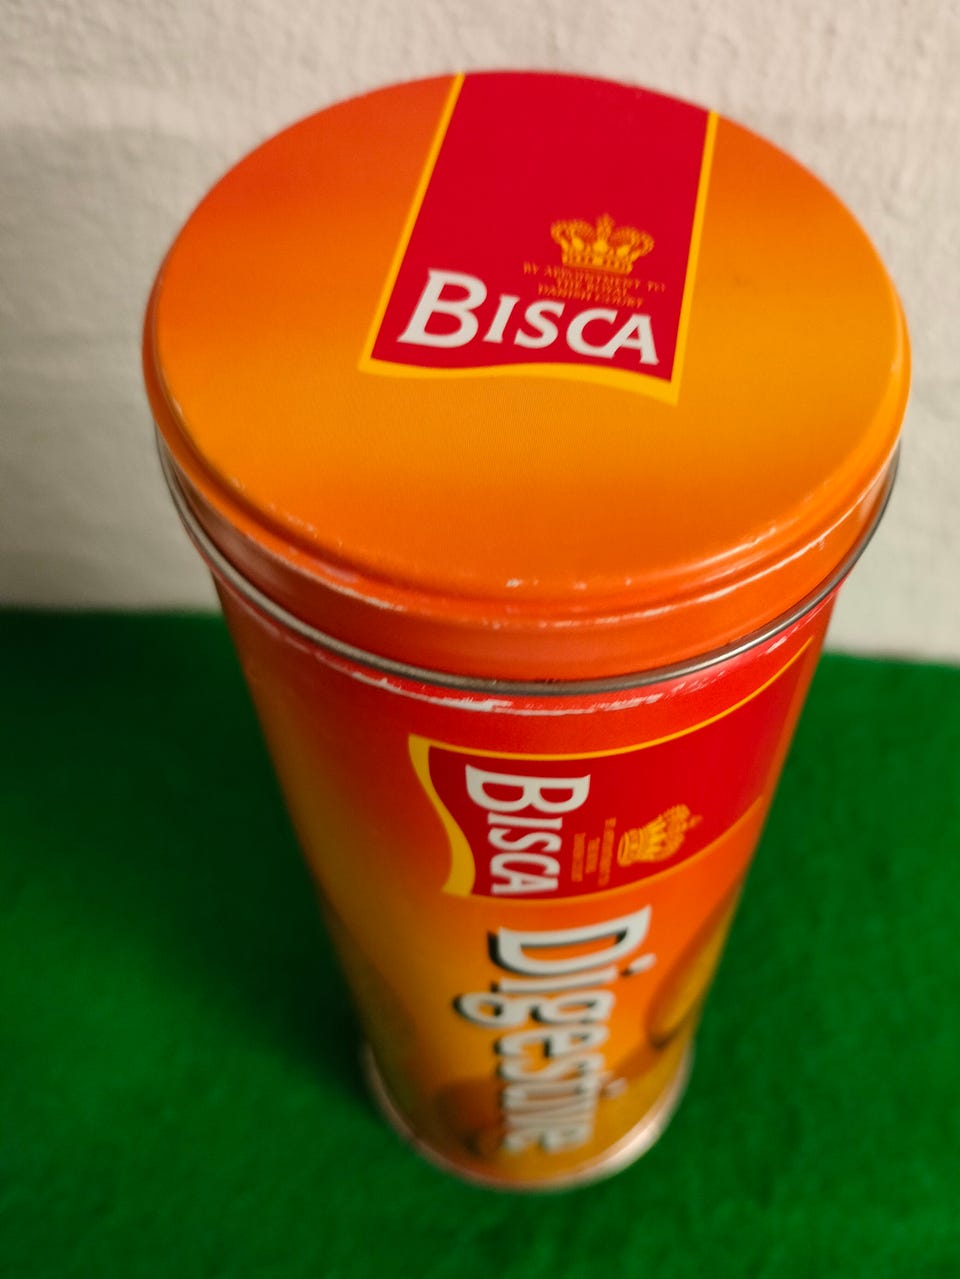 BY APPOINTMENT TO
THE ROYAL
DANISH COURT
BISCA
BISCA
Digestive